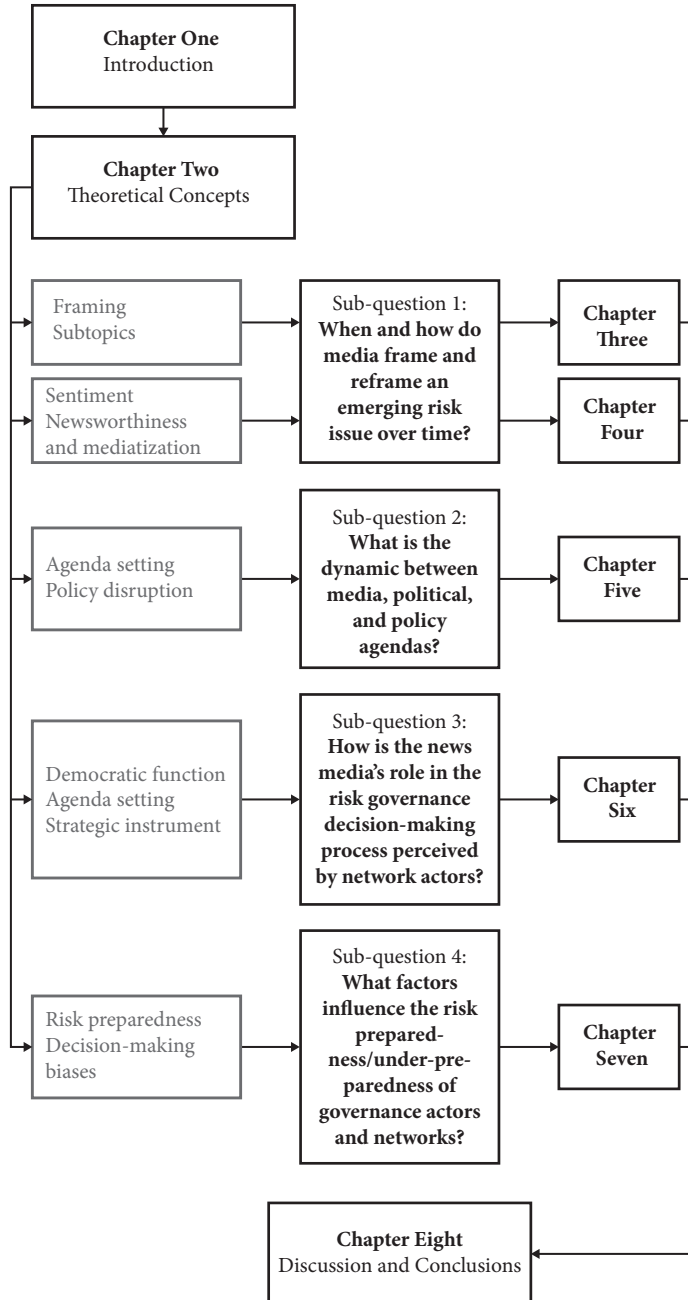 Chapter One
Introduction
Chapter Two
Theoretical Concepts
Framing
Subtopics
Sentiment
Newsworthiness
and mediatization
Sub-question 1:
When and how do
media frame and
reframe an
emerging risk
issue over time?
Chapter
Three
Chapter
Four
Agenda setting
Policy disruption
Sub-question 2:
What is the
dynamic between
media, political,
and policy
agendas?
Chapter
Five
Democratic function
Agenda setting
Strategic instrument
Sub-question 3:
How is the news
media’s role in the
risk governance
decision-making
process perceived
by network actors?
Chapter
Six
Risk preparedness
Decision-making
biases
Sub-question 4:
What factors
influence the risk
prepared-
ness/under-pre-
paredness of
governance actors
and networks?
Chapter
Seven
Chapter Eight
Discussion and Conclusions